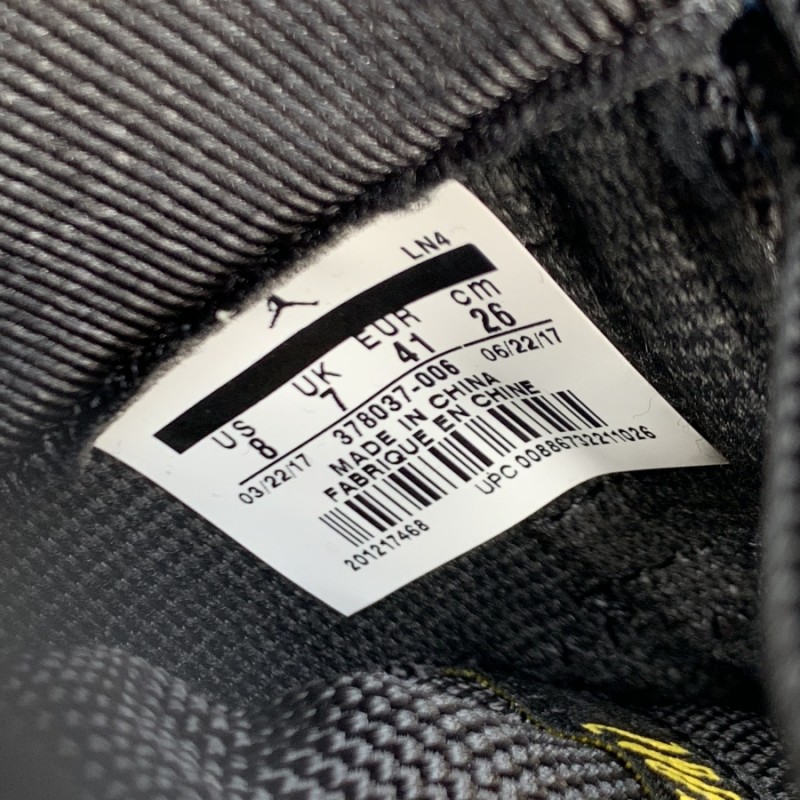 LN4
US UK EUR cm
8 7 41 26
03/22/17 378037-006 06/22/17
MADE IN CHINA
FABRIQUE EN CHINE
201217468 UPC 00886732211026